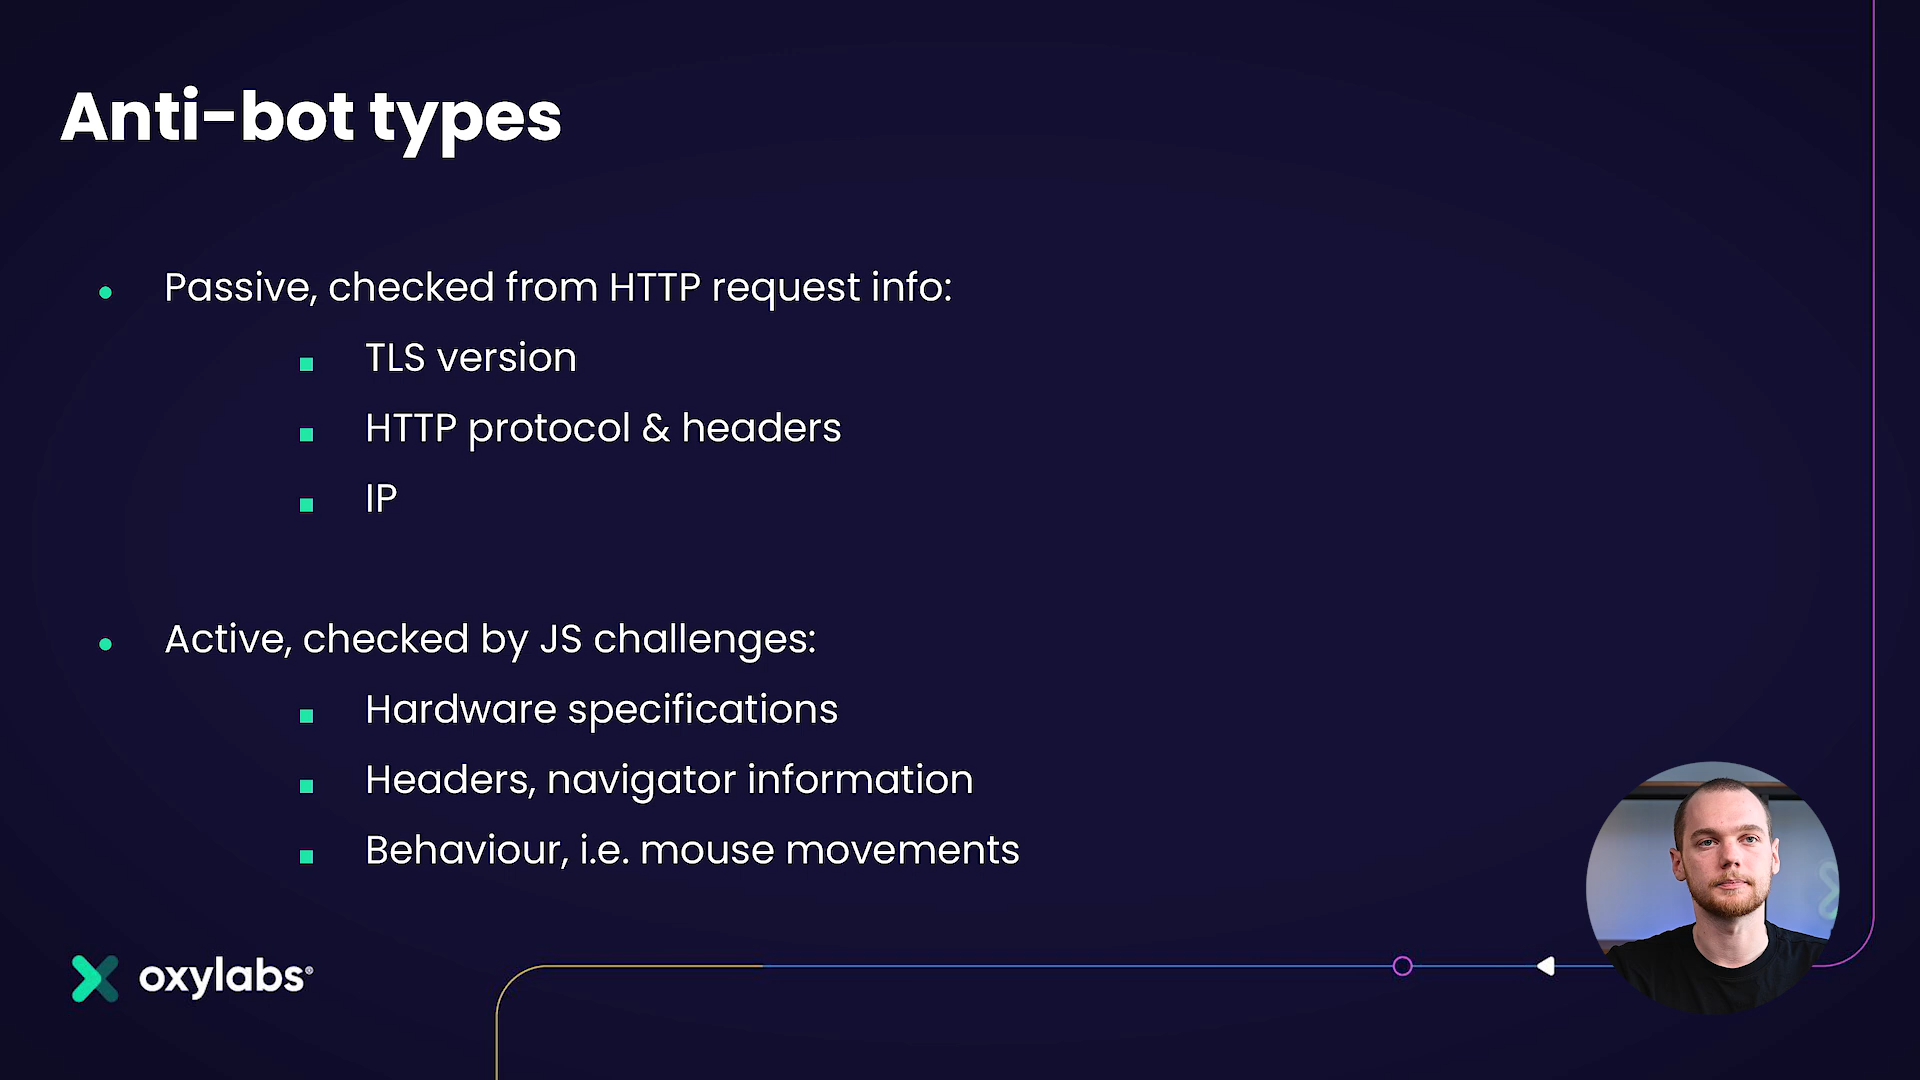 Anti-bot types
Passive, checked from HTTP request info:
TLS version
HTTP protocol & headers
IP
Active, checked by JS challenges:
Hardware specifications
Headers, navigator information
Behaviour, i.e. mouse movements
oxylabs®